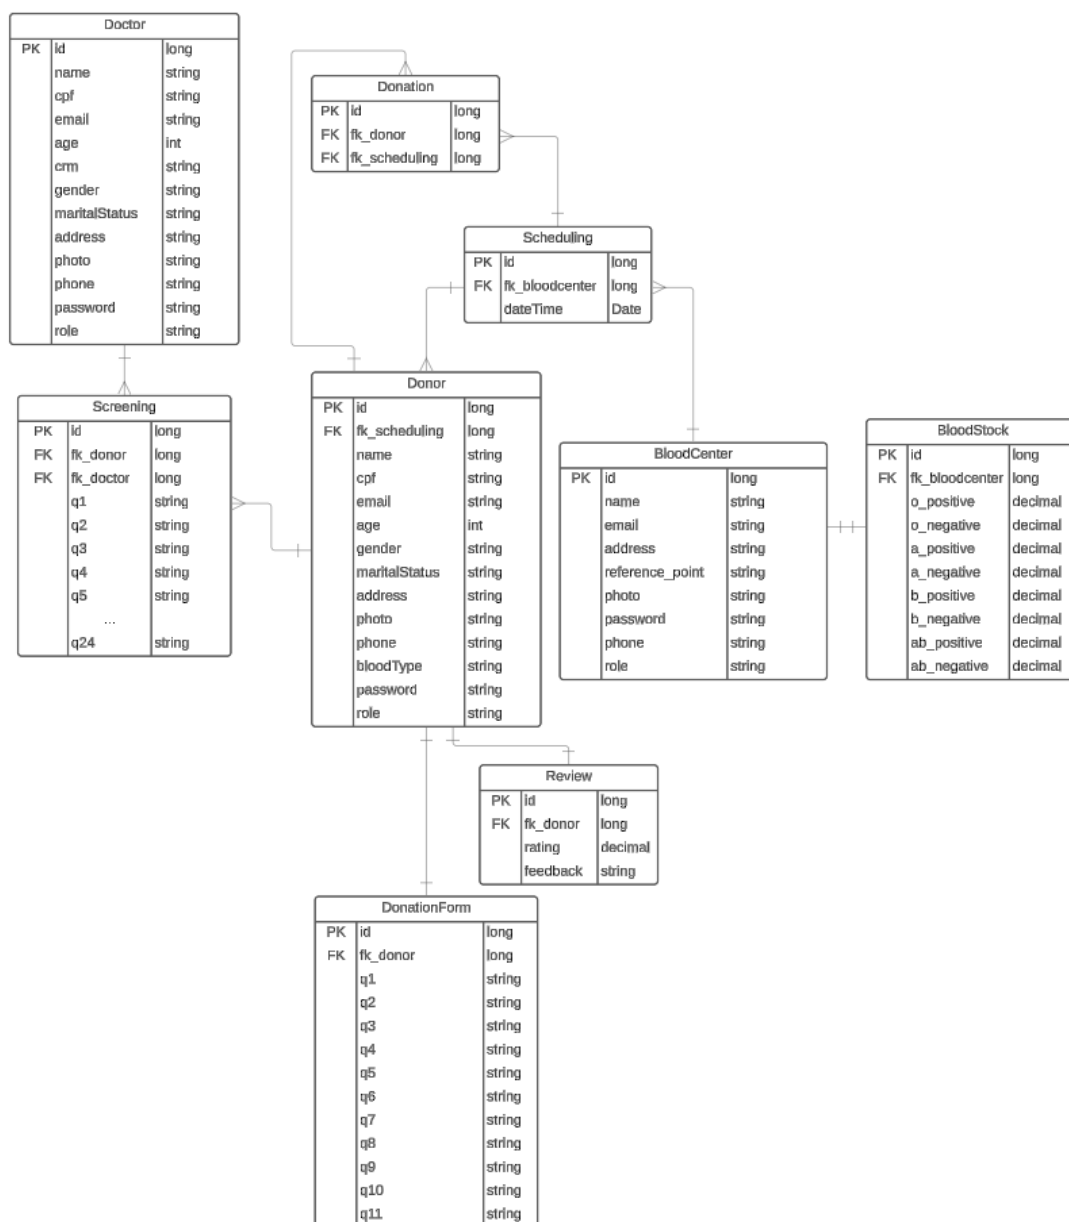 Doctor
PK id long
name string
cpf string
email string
age int
crm string
gender string
maritalStatus string
address string
photo string
phone string
password string
role string
Donation
PK id long
FK fk_donor long
FK fk_scheduling long
Scheduling
PK id long
FK fk_bloodcenter long
dateTime Date
Screening
PK id long
FK fk_donor long
FK fk_doctor long
q1 string
q2 string
q3 string
q4 string
q5 string
...
q24 string
Donor
PK id long
FK fk_scheduling long
name string
cpf string
email string
age int
gender string
maritalStatus string
address string
photo string
phone string
bloodType string
password string
role string
BloodCenter
PK id long
name string
email string
address string
reference_point string
photo string
password string
phone string
role string
BloodStock
PK id long
FK fk_bloodcenter long
o_positive decimal
o_negative decimal
a_positive decimal
a_negative decimal
b_positive decimal
b_negative decimal
ab_positive decimal
ab_negative decimal
Review
PK id long
FK fk_donor long
rating decimal
feedback string
DonationForm
PK id long
FK fk_donor long
q1 string
q2 string
q3 string
q4 string
q5 string
q6 string
q7 string
q8 string
q9 string
q10 string
q11 string